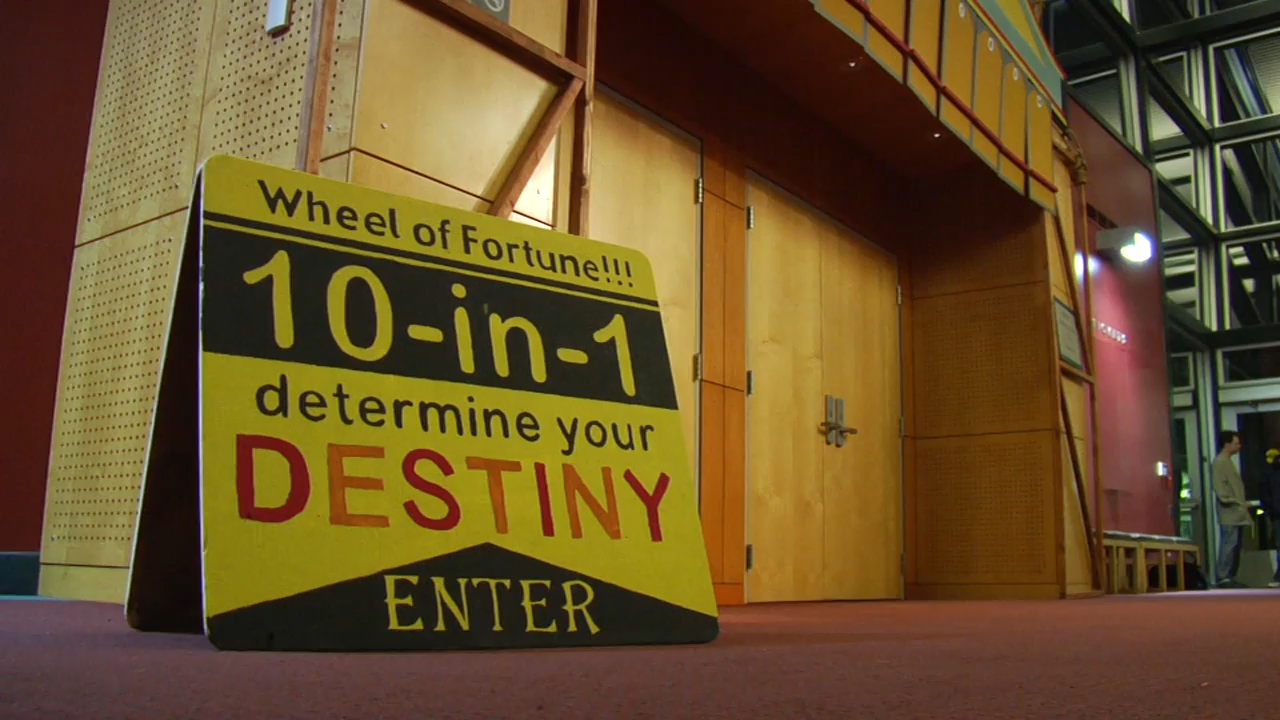 Wheel of Fortune!!!
10-in-1
determine your
DESTINY
ENTER